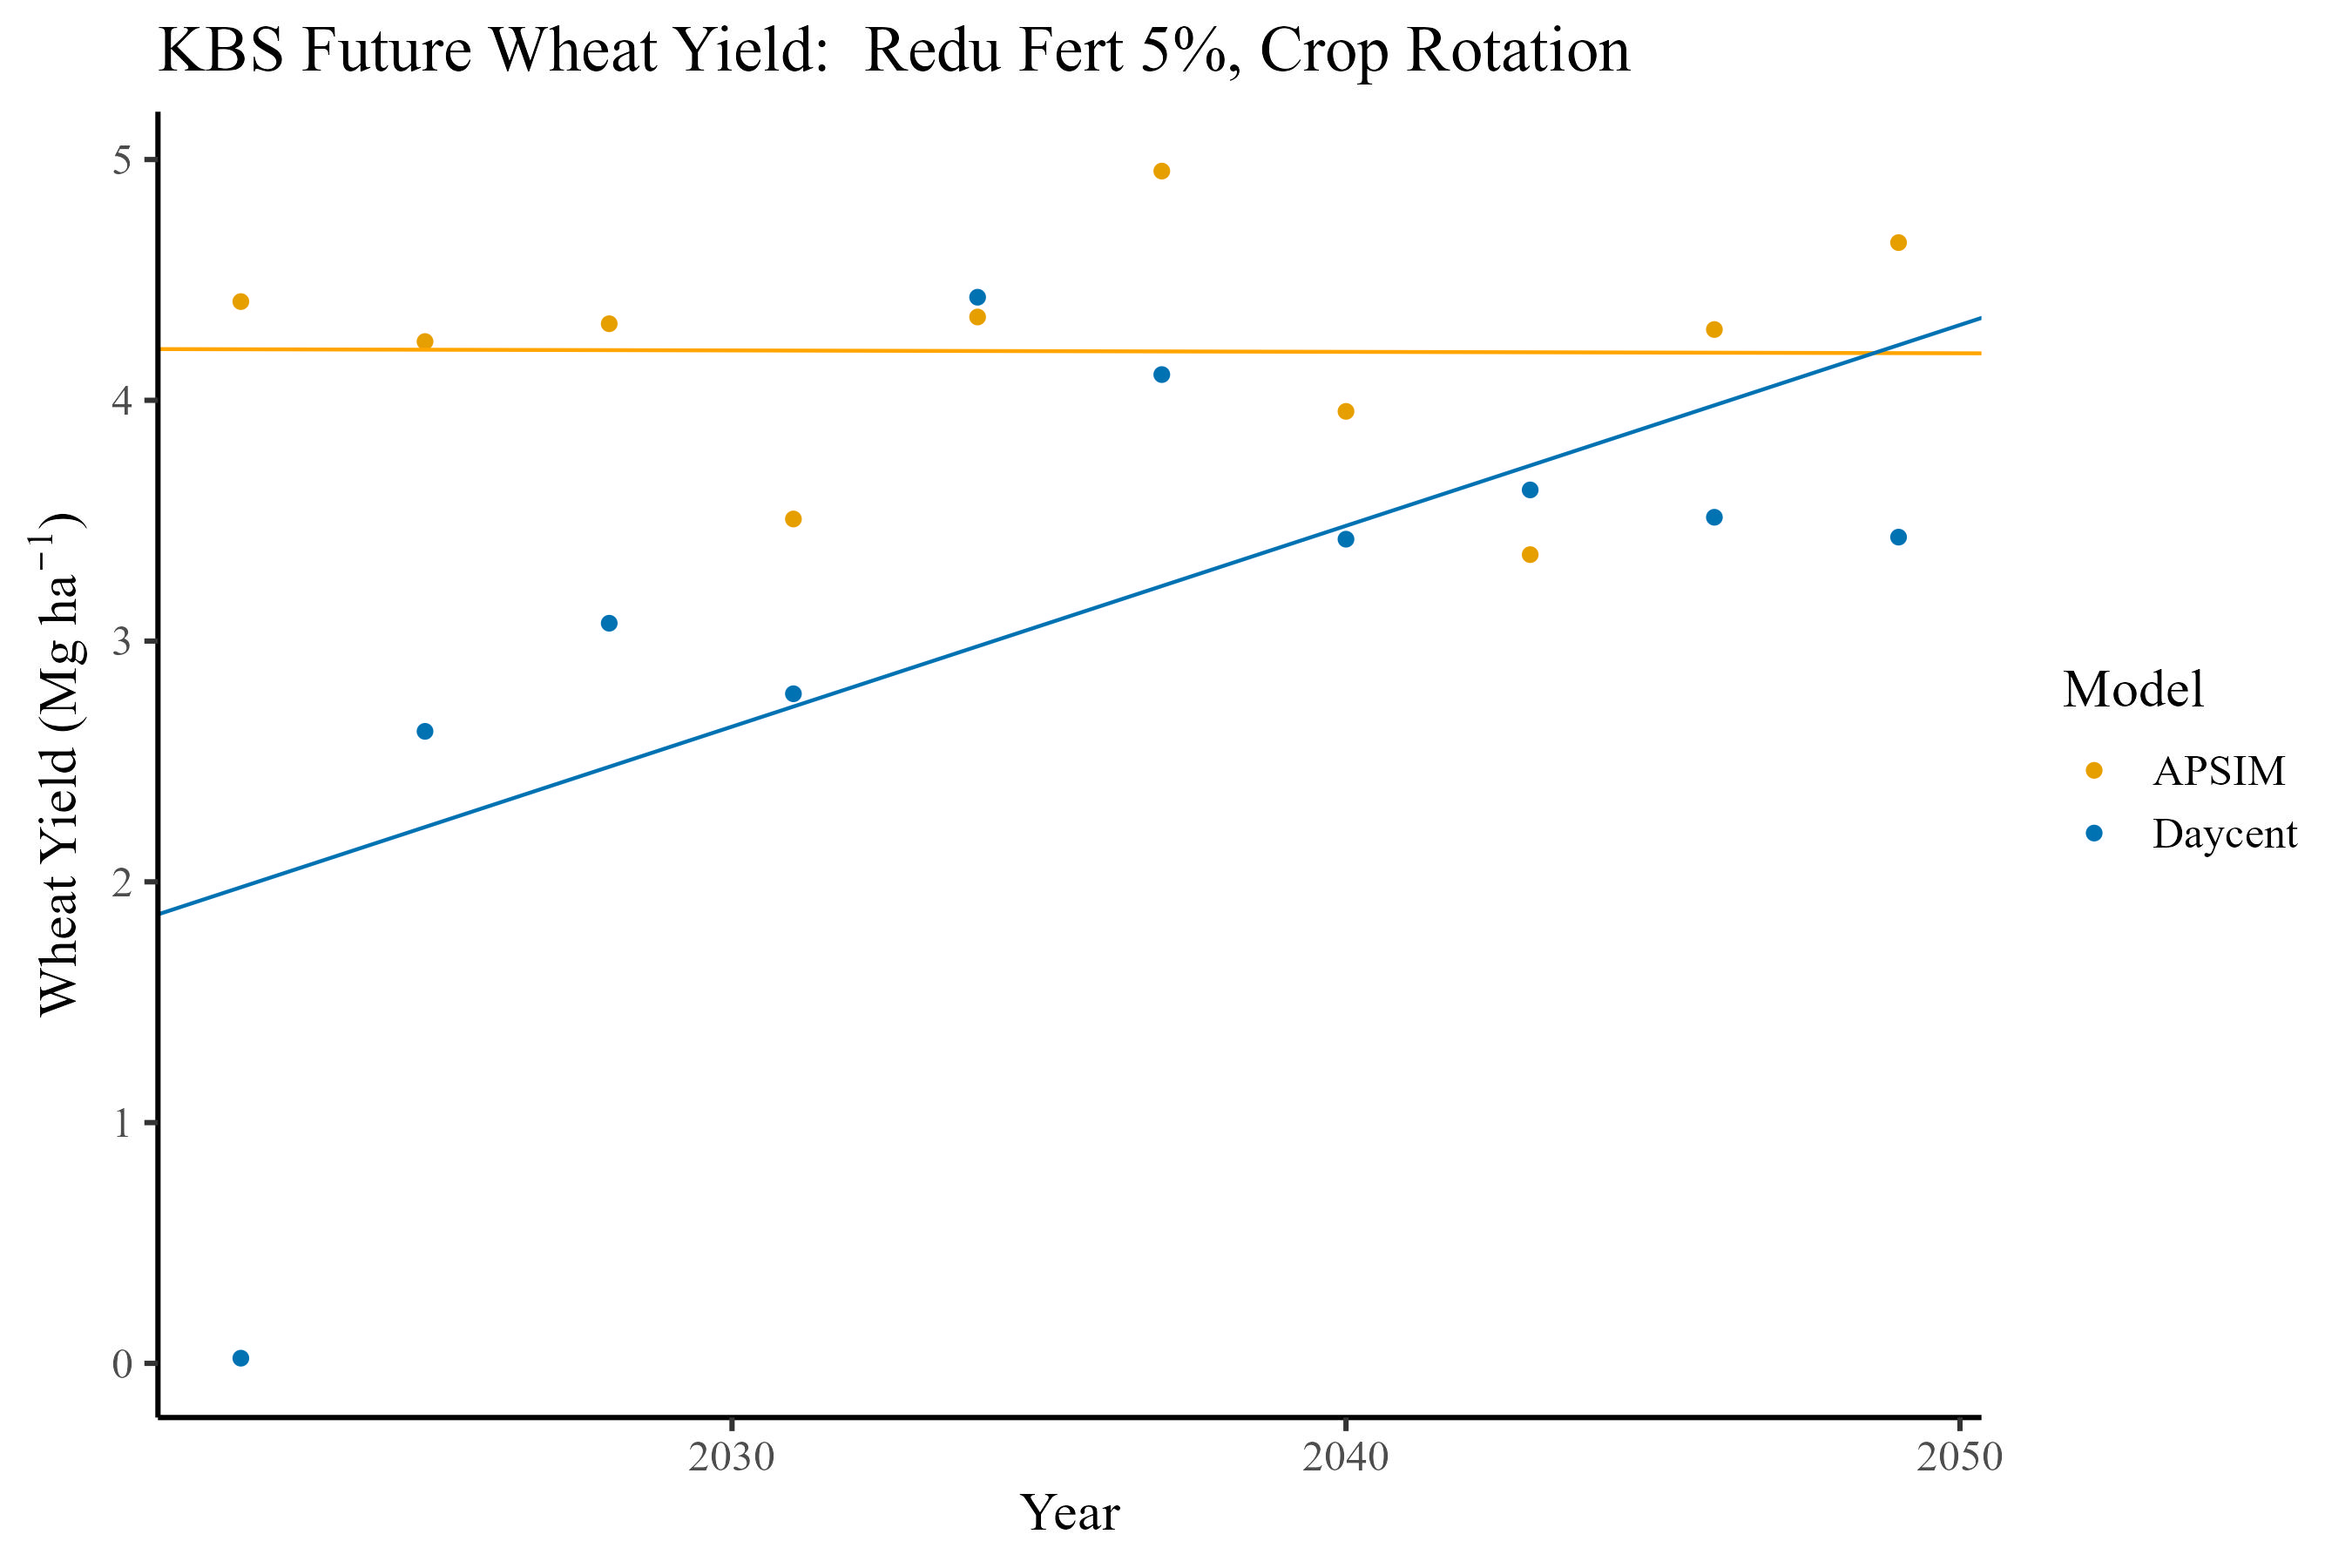 KBS Future Wheat Yield:  Redu Fert 5%, Crop Rotation
Wheat Yield (Mg ha⁻¹)
5
4
3
2
1
0
2030 2040 2050
Year
Model
APSIM
Daycent